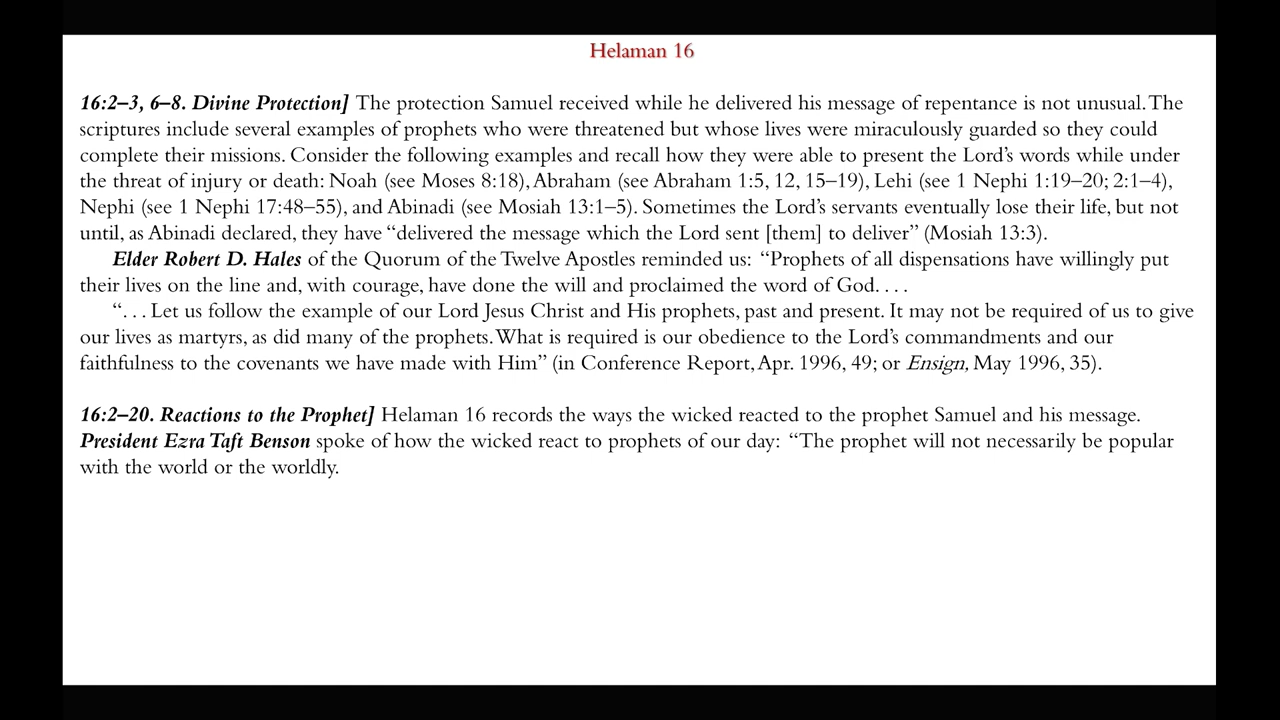 Helaman 16
16:2–3, 6–8. Divine Protection] The protection Samuel received while he delivered his message of repentance is not unusual. The
scriptures include several examples of prophets who were threatened but whose lives were miraculously guarded so they could
complete their missions. Consider the following examples and recall how they were able to present the Lord’s words while under
the threat of injury or death: Noah (see Moses 8:18), Abraham (see Abraham 1:5, 12, 15–19), Lehi (see 1 Nephi 1:19–20; 2:1–4),
Nephi (see 1 Nephi 17:48–55), and Abinadi (see Mosiah 13:1–5). Sometimes the Lord’s servants eventually lose their life, but not
until, as Abinadi declared, they have “delivered the message which the Lord sent [them] to deliver” (Mosiah 13:3).
Elder Robert D. Hales of the Quorum of the Twelve Apostles reminded us: “Prophets of all dispensations have willingly put
their lives on the line and, with courage, have done the will and proclaimed the word of God. . . .
“. . . Let us follow the example of our Lord Jesus Christ and His prophets, past and present. It may not be required of us to give
our lives as martyrs, as did many of the prophets. What is required is our obedience to the Lord’s commandments and our
faithfulness to the covenants we have made with Him” (in Conference Report, Apr. 1996, 49; or Ensign, May 1996, 35).
16:2–20. Reactions to the Prophet] Helaman 16 records the ways the wicked reacted to the prophet Samuel and his message.
President Ezra Taft Benson spoke of how the wicked react to prophets of our day: “The prophet will not necessarily be popular
with the world or the worldly.